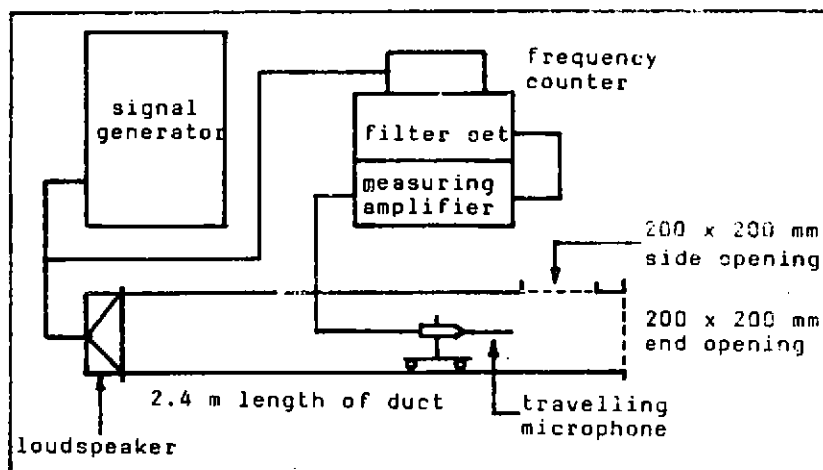 signal
generator
frequency
counter
filter set
measuring
amplifier
200 x 200 mm
side opening
200 x 200 mm
end opening
2.4 m length of duct
travelling
microphone
loudspeaker